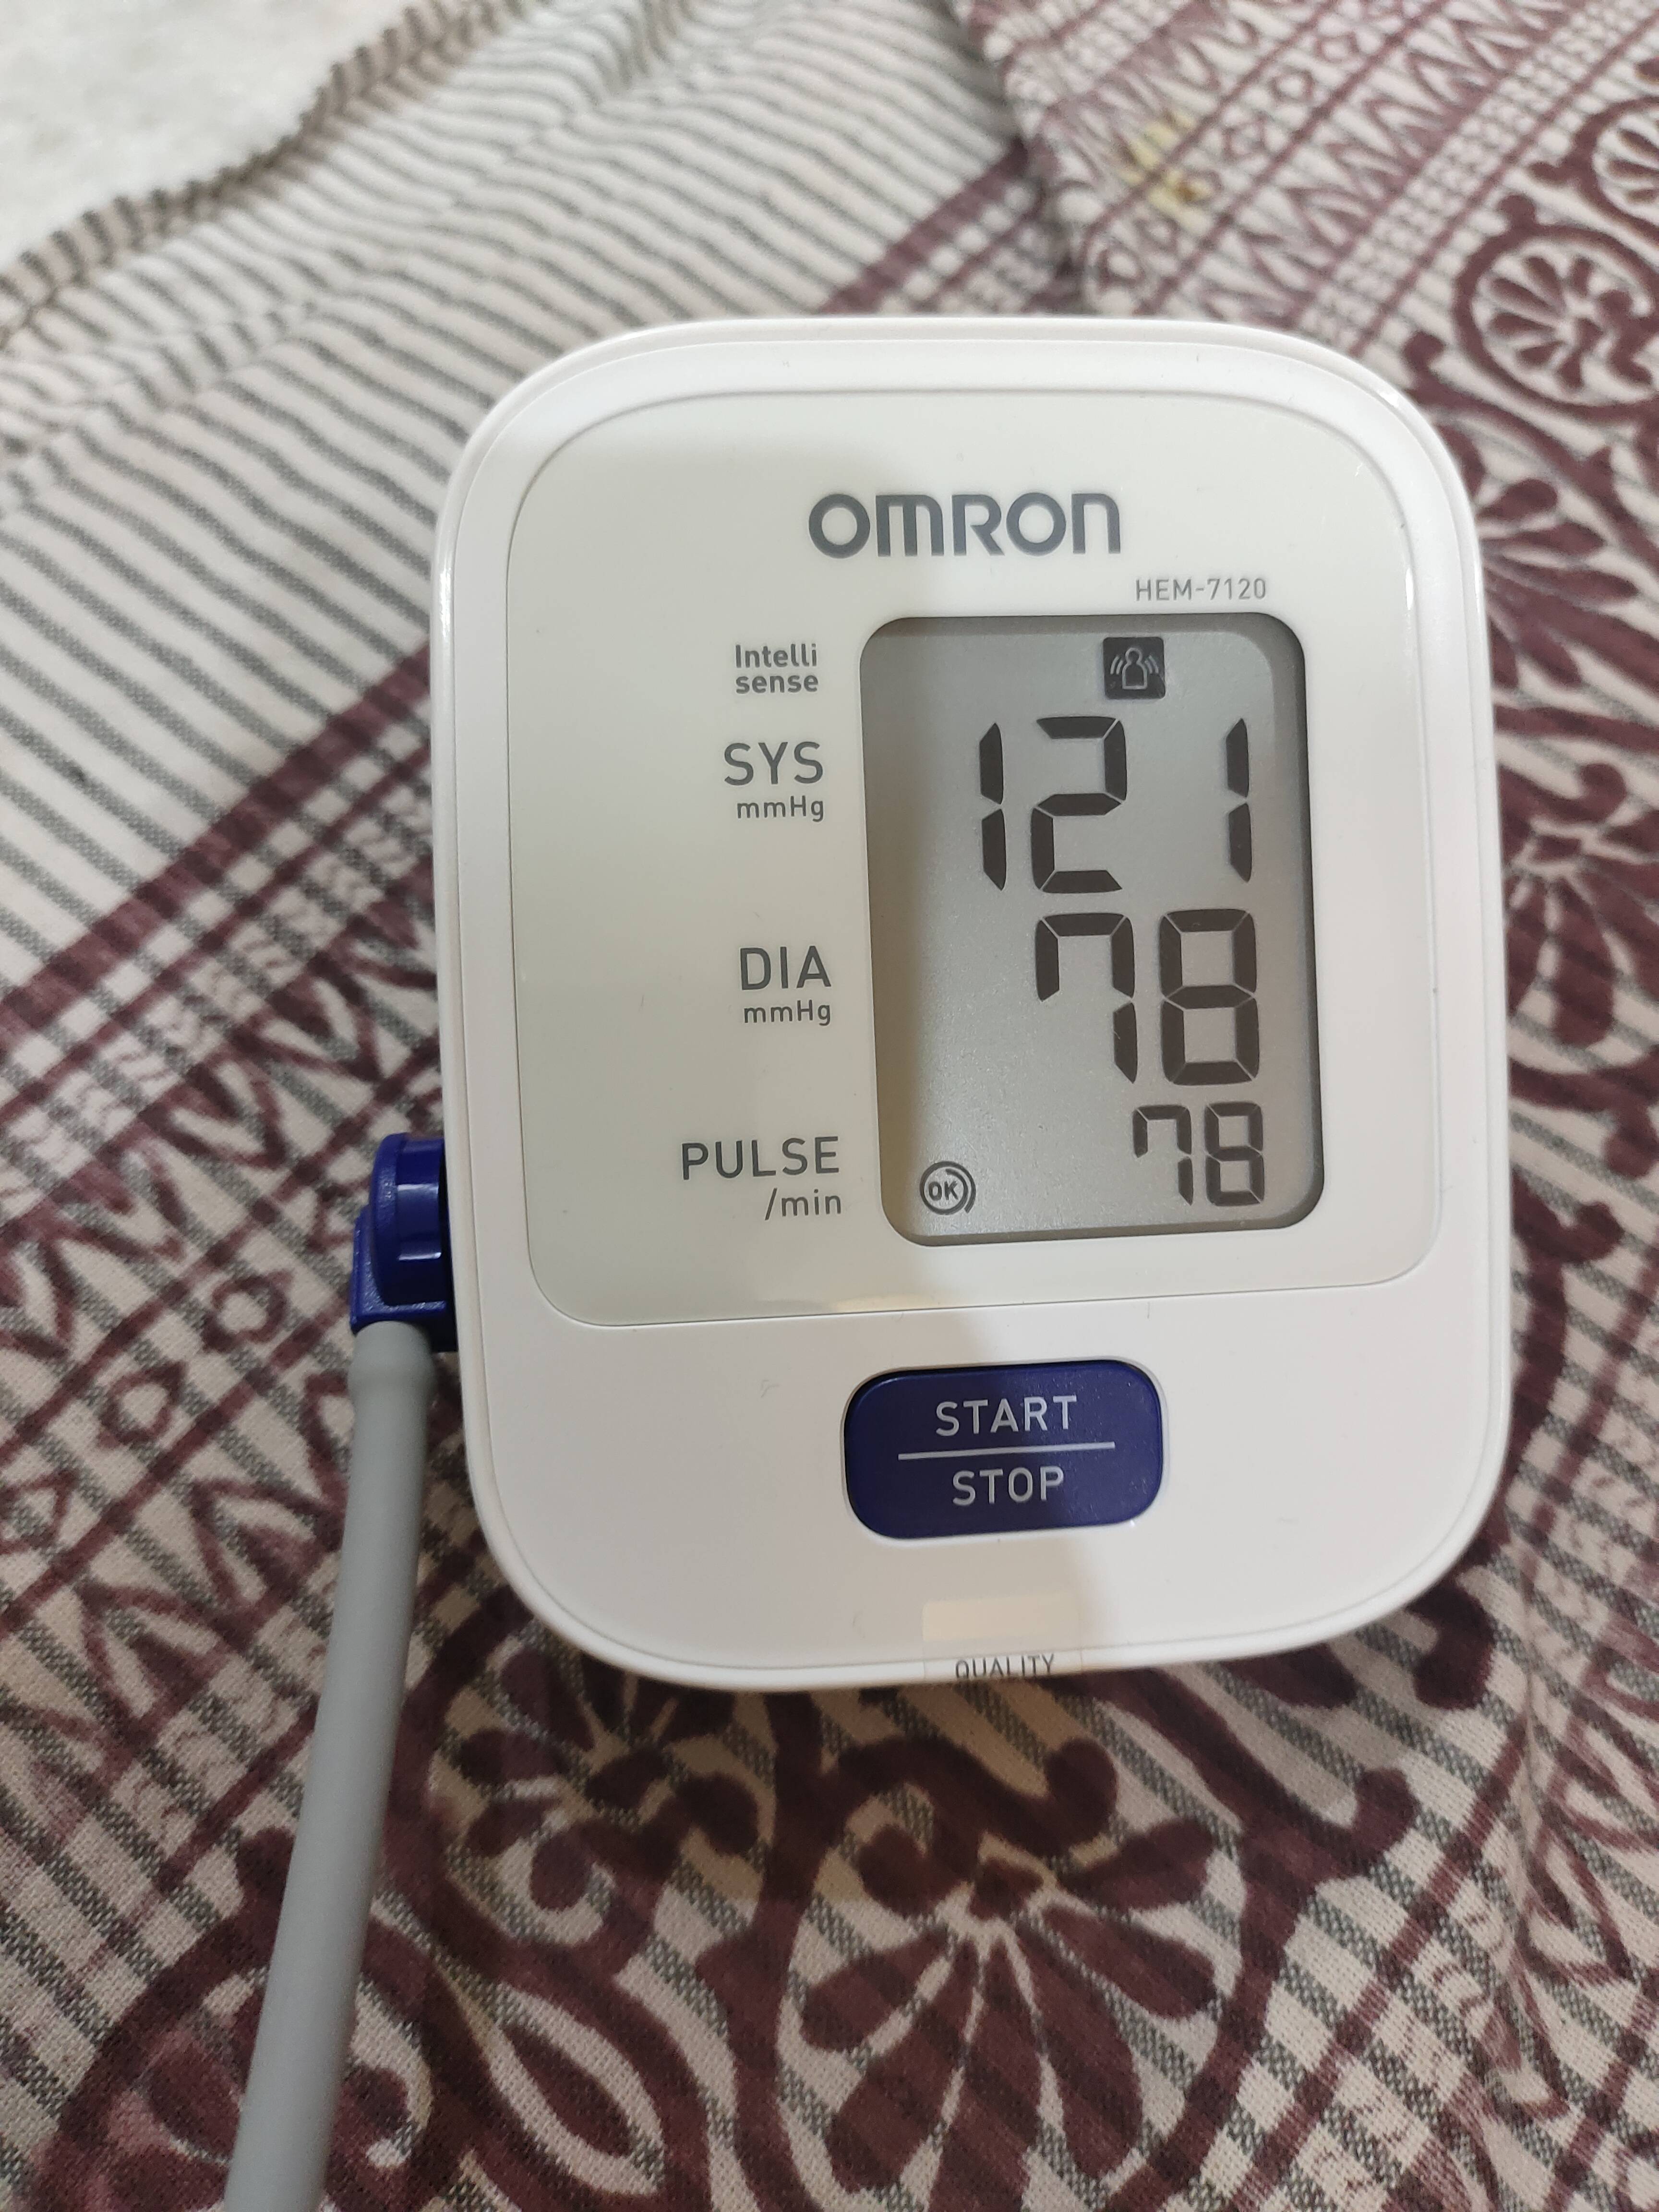 OMRON
HEM-7120
Intelli
sense
SYS
mmHg
121
DIA
mmHg
78
PULSE
/min
78
OK
START
STOP
QUALITY